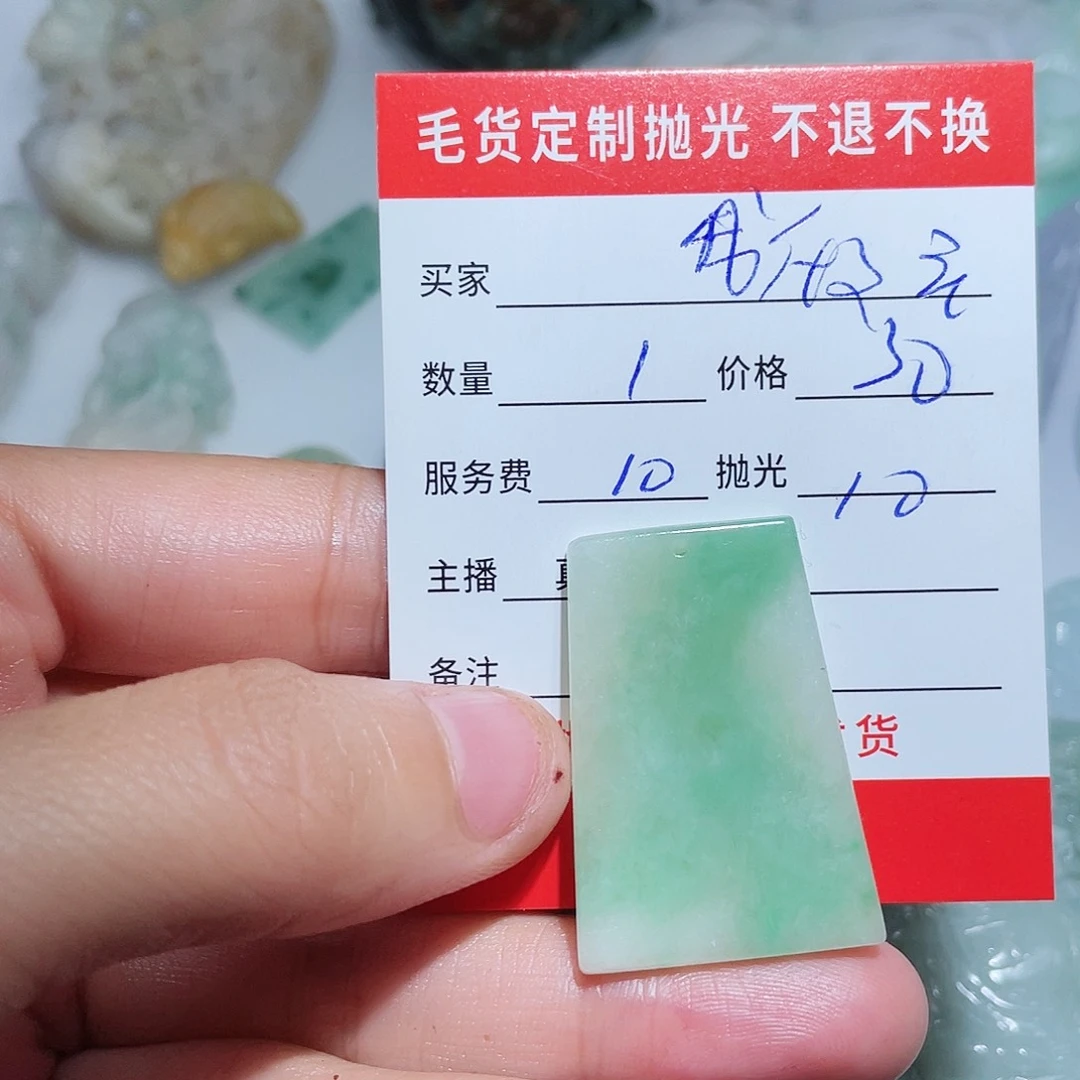 毛货定制抛光 不退不换
买家
数量 1 价格 50
服务费 10 抛光 10
主播
备注
货